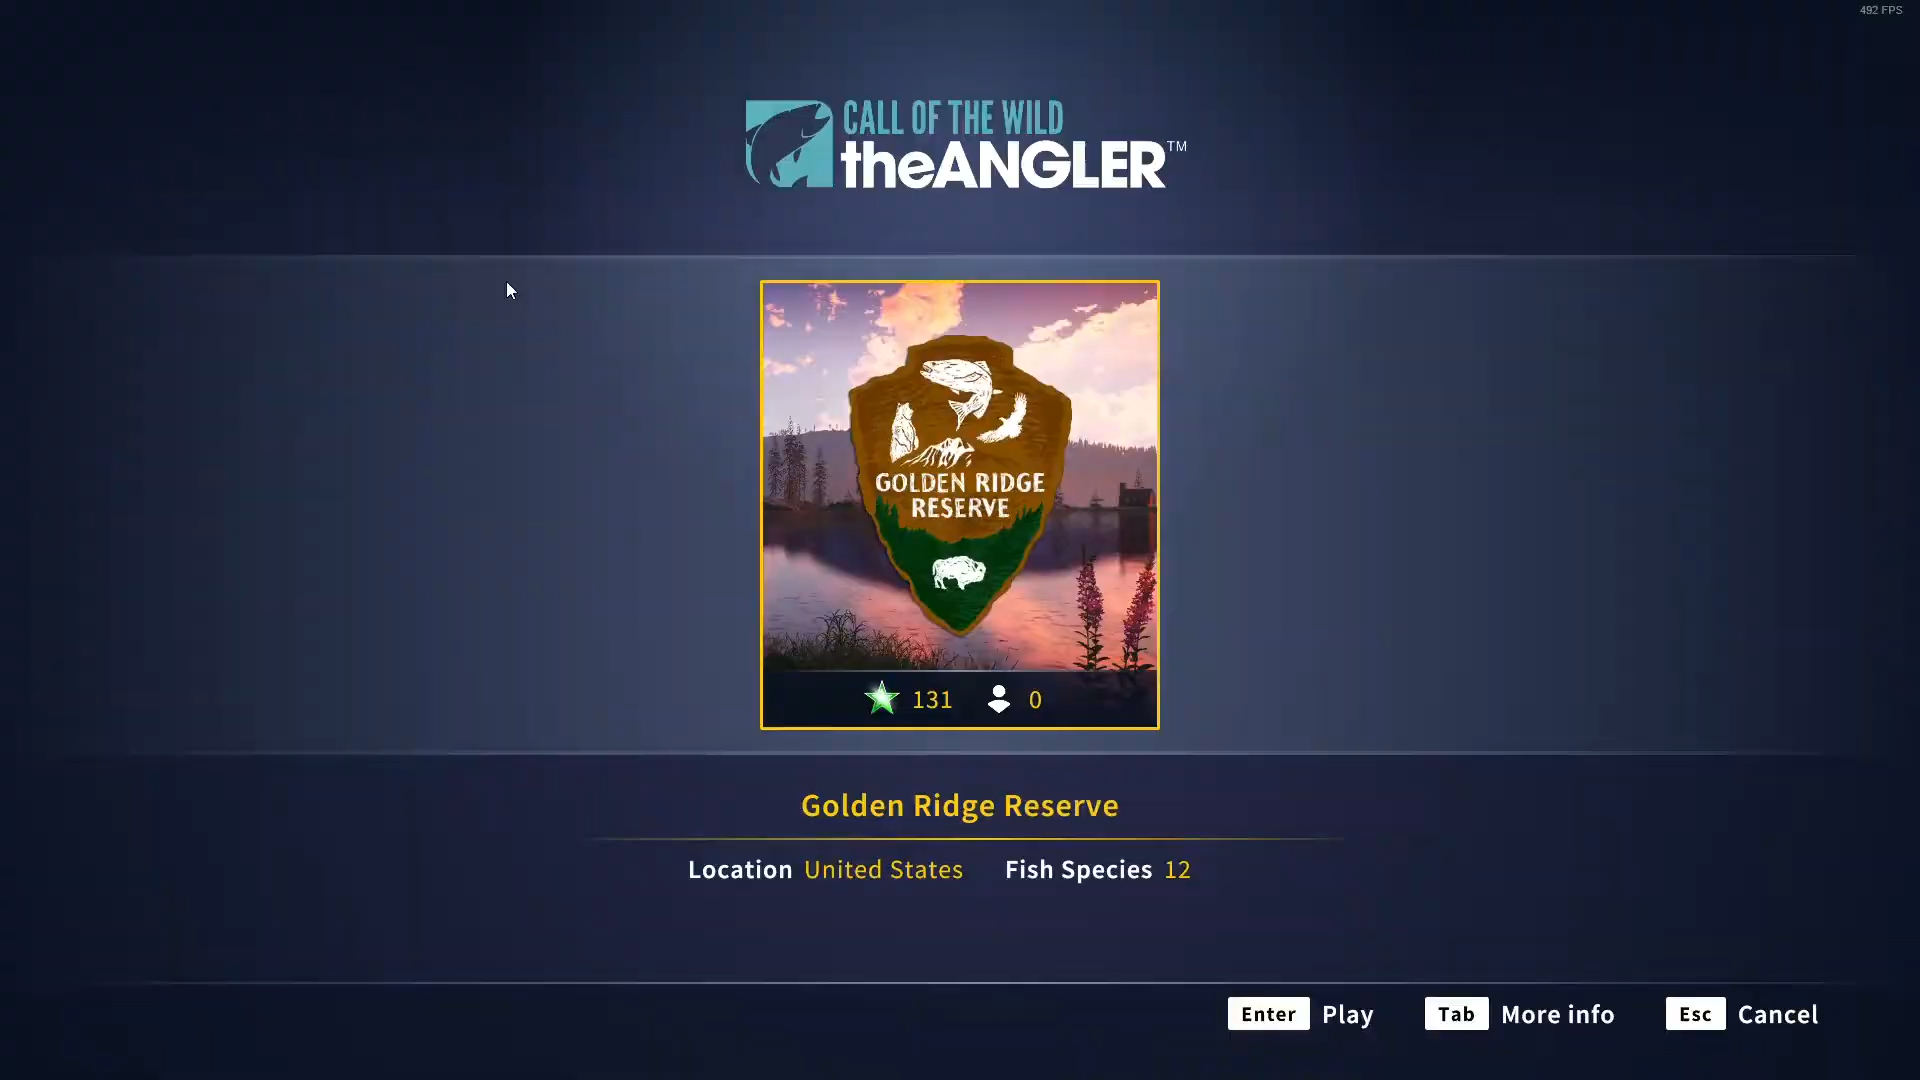 492 FPS
CALL OF THE WILD
theANGLER™
GOLDEN RIDGE
RESERVE
131 0
Golden Ridge Reserve
Location United States Fish Species 12
Enter Play Tab More info Esc Cancel